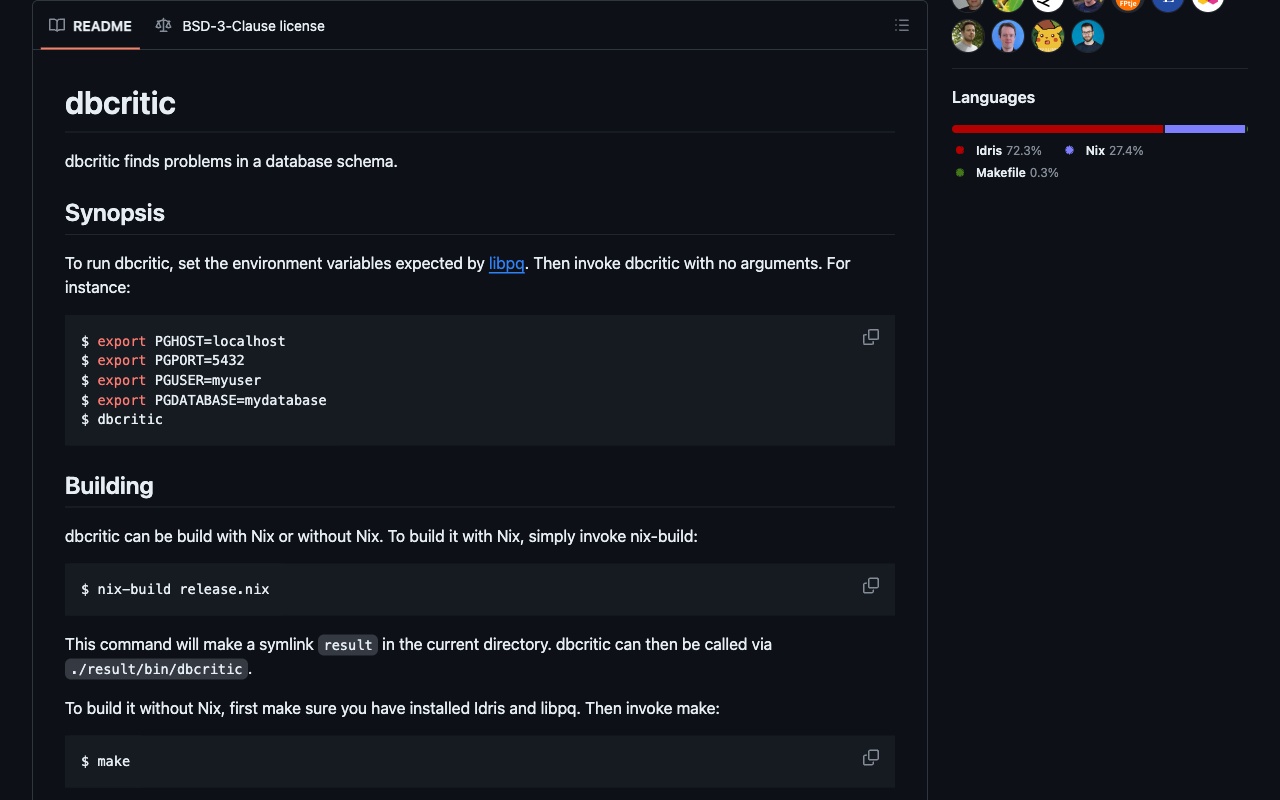 README
BSD-3-Clause license
dbcritic
dbcritic finds problems in a database schema.
Synopsis
To run dbcritic, set the environment variables expected by libpq. Then invoke dbcritic with no arguments. For
instance:
$ export PGHOST=localhost
$ export PGPORT=5432
$ export PGUSER=myuser
$ export PGDATABASE=mydatabase
$ dbcritic
Building
dbcritic can be build with Nix or without Nix. To build it with Nix, simply invoke nix-build:
$ nix-build release.nix
This command will make a symlink result in the current directory. dbcritic can then be called via
./result/bin/dbcritic.
To build it without Nix, first make sure you have installed Idris and libpq. Then invoke make:
$ make
FPtje
Languages
Idris 72.3% Nix 27.4%
Makefile 0.3%